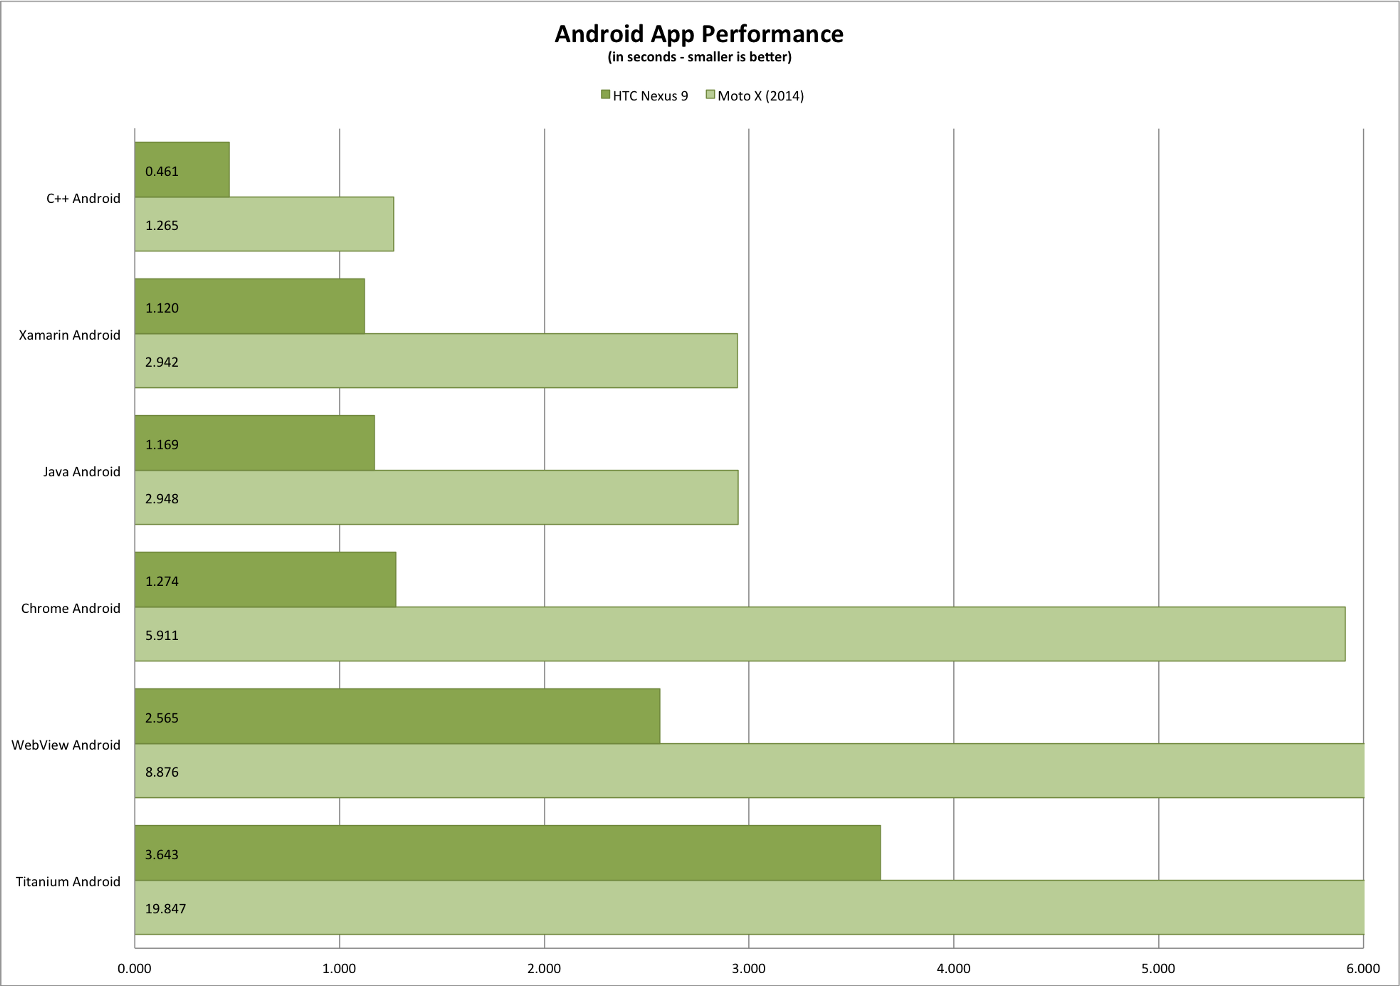 Android App Performance
(in seconds - smaller is better)
HTC Nexus 9 Moto X (2014)
C++ Android
0.461
1.265
Xamarin Android
1.120
2.942
Java Android
1.169
2.948
Chrome Android
1.274
5.911
WebView Android
2.565
8.876
Titanium Android
3.643
19.847
0.000 1.000 2.000 3.000 4.000 5.000 6.000